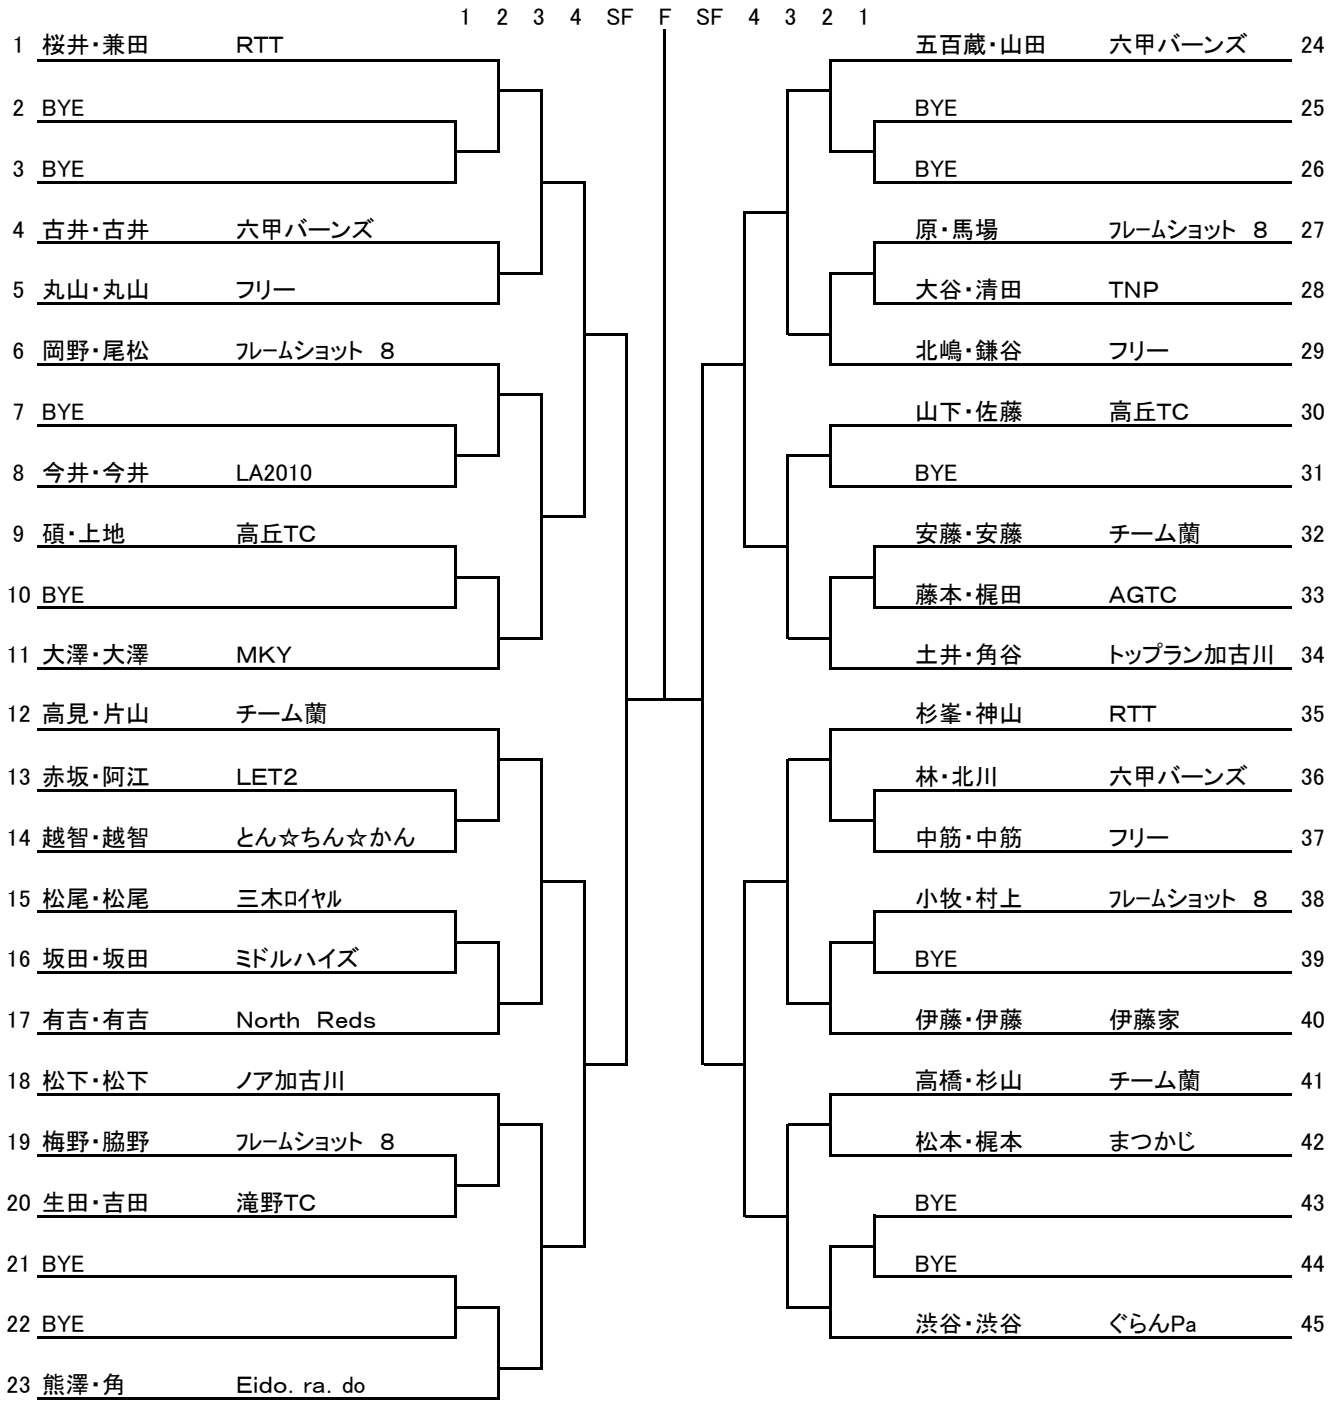 1 2 3 4 SF F SF 4 3 2 1
1 桜井・兼田 RTT
2 BYE
3 BYE
4 古井・古井 六甲バーンズ
5 丸山・丸山 フリー
6 岡野・尾松 ﾌﾚｰﾑショット 8
7 BYE
8 今井・今井 LA2010
9 碩・上地 高丘TC
10 BYE
11 大澤・大澤 MKY
12 高見・片山 チーム蘭
13 赤坂・阿江 LET2
14 越智・越智 とん☆ちん☆かん
15 松尾・松尾 三木ﾛｲﾔﾙ
16 坂田・坂田 ミドルハイズ
17 有吉・有吉 North Reds
18 松下・松下 ノア加古川
19 梅野・脇野 ﾌﾚｰﾑショット 8
20 生田・吉田 滝野TC
21 BYE
22 BYE
23 熊澤・角 Eido. ra. do
五百蔵・山田 六甲バーンズ 24
BYE 25
BYE 26
原・馬場 ﾌﾚｰﾑショット 8 27
大谷・清田 TNP 28
北嶋・鎌谷 フリー 29
山下・佐藤 高丘TC 30
BYE 31
安藤・安藤 チーム蘭 32
藤本・梶田 AGTC 33
土井・角谷 トップラン加古川 34
杉峯・神山 RTT 35
林・北川 六甲バーンズ 36
中筋・中筋 フリー 37
小牧・村上 ﾌﾚｰﾑショット 8 38
BYE 39
伊藤・伊藤 伊藤家 40
高橋・杉山 チーム蘭 41
松本・梶本 まつかじ 42
BYE 43
BYE 44
渋谷・渋谷 ぐらんPa 45